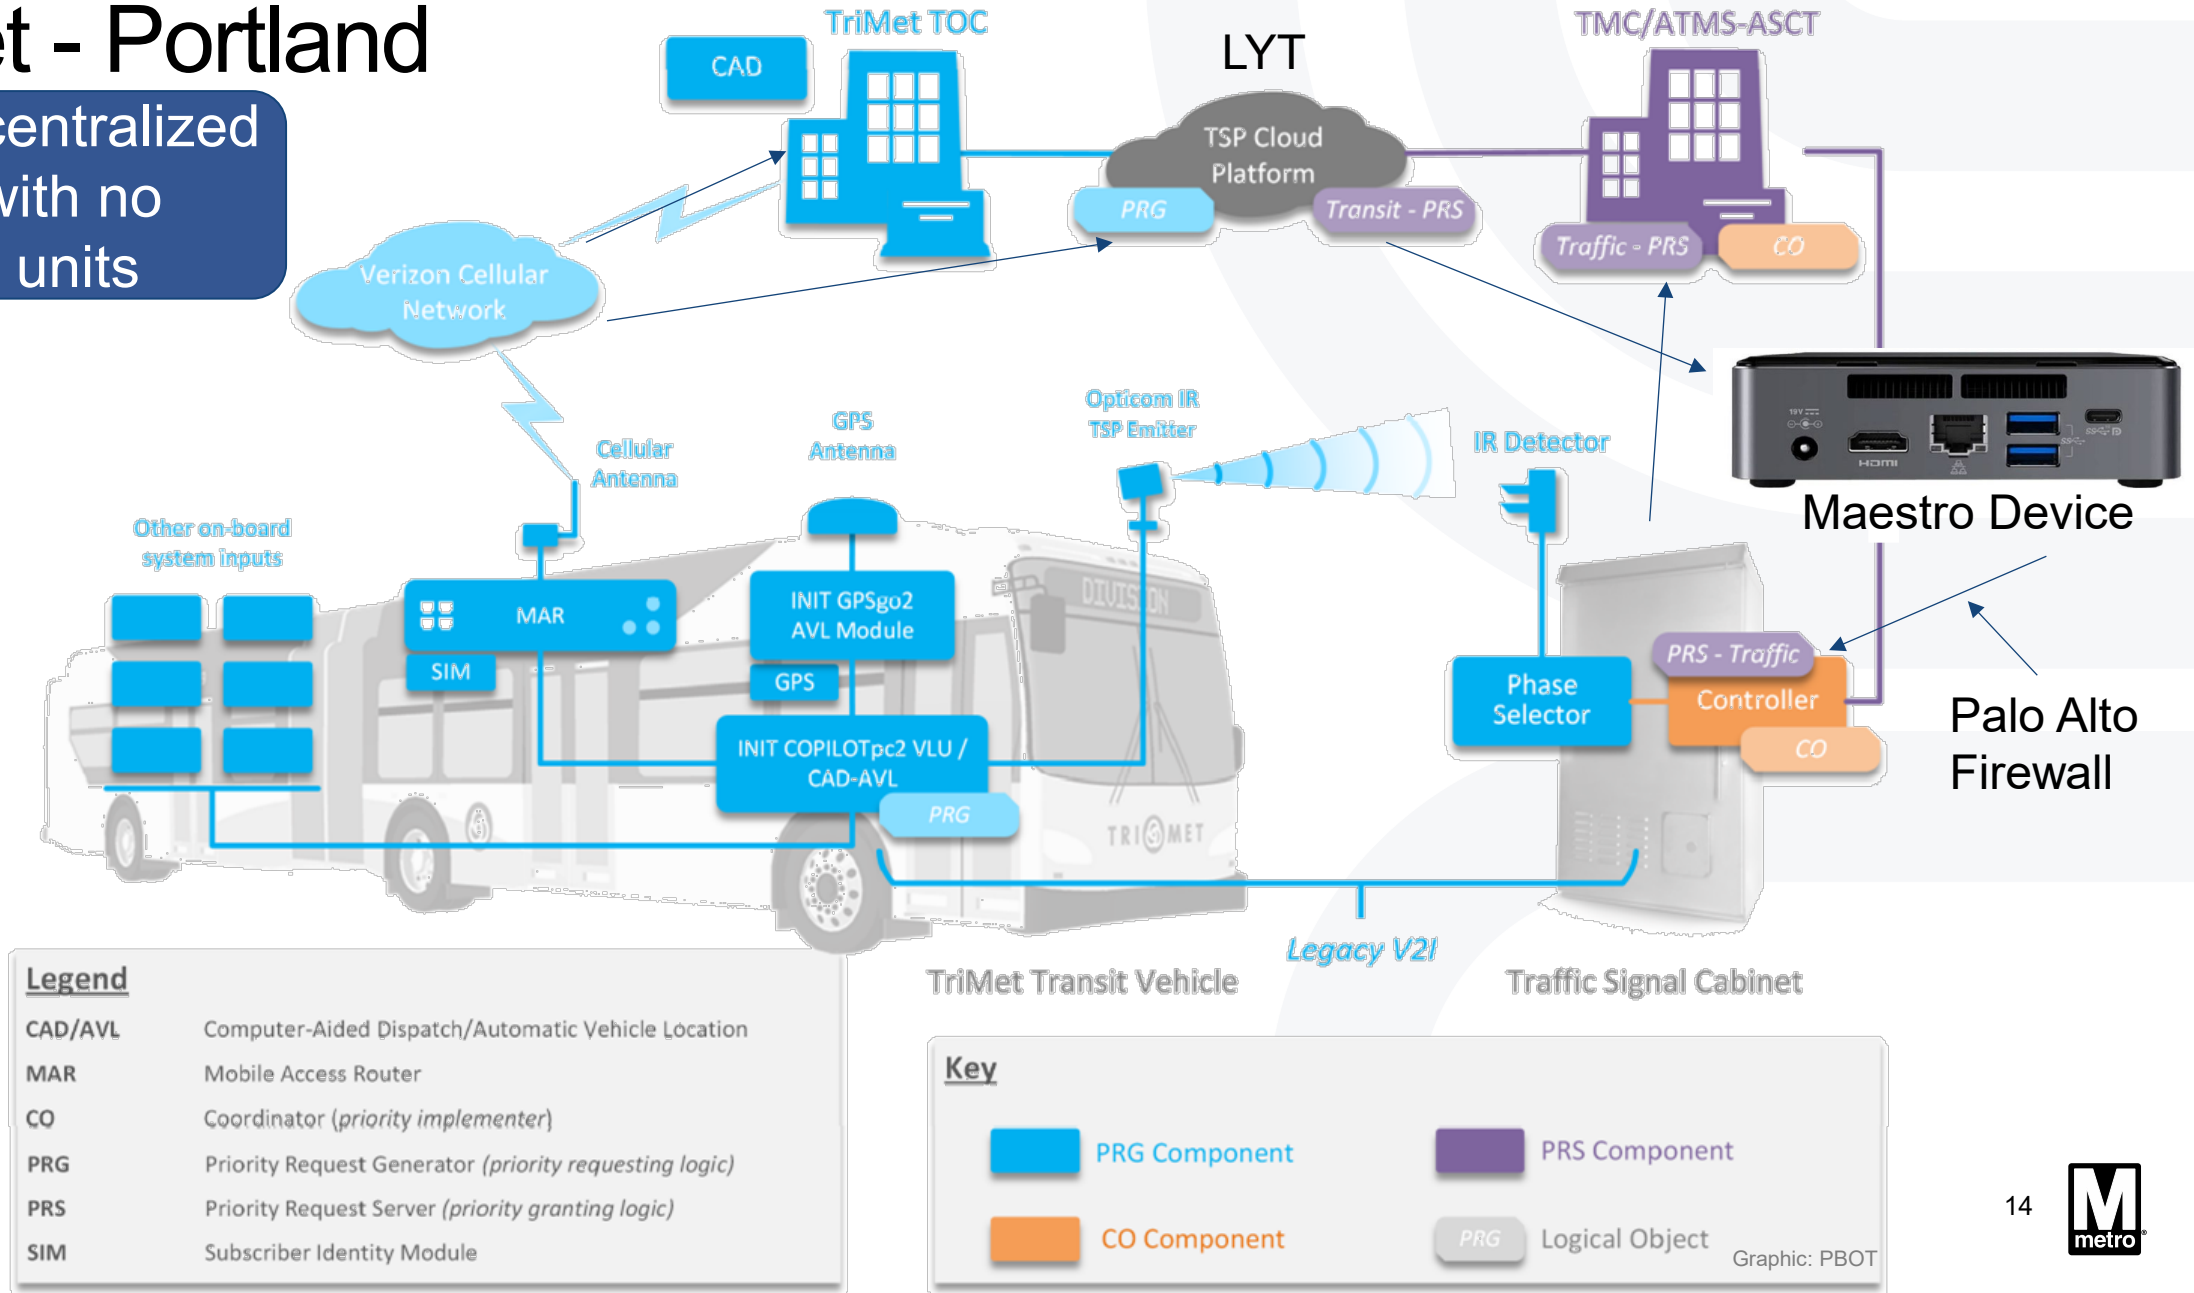 et - Portland
centralized
with no
units
TriMet TOC
CAD
LYT
TMC/ATMS-ASCT
TSP Cloud
Platform
PRG
Transit - PRS
Traffic - PRS
CO
Verizon Cellular
Network
Cellular
Antenna
GPS
Antenna
Opticom IR
TSP Emitter
IR Detector
19V
HDMI
Maestro Device
Other on-board
system inputs
MAR
SIM
INIT GPSgo2
AVL Module
GPS
INIT COPILOTpc2 VLU /
CAD-AVL
PRG
DIVISION
TRIMET
Phase
Selector
PRS - Traffic
Controller
CO
Palo Alto
Firewall
Legacy V2I
TriMet Transit Vehicle
Traffic Signal Cabinet
Legend
CAD/AVL Computer-Aided Dispatch/Automatic Vehicle Location
MAR Mobile Access Router
CO Coordinator (priority implementer)
PRG Priority Request Generator (priority requesting logic)
PRS Priority Request Server (priority granting logic)
SIM Subscriber Identity Module
Key
PRG Component
PRS Component
CO Component
PRG Logical Object
Graphic: PBOT
14
M
metro